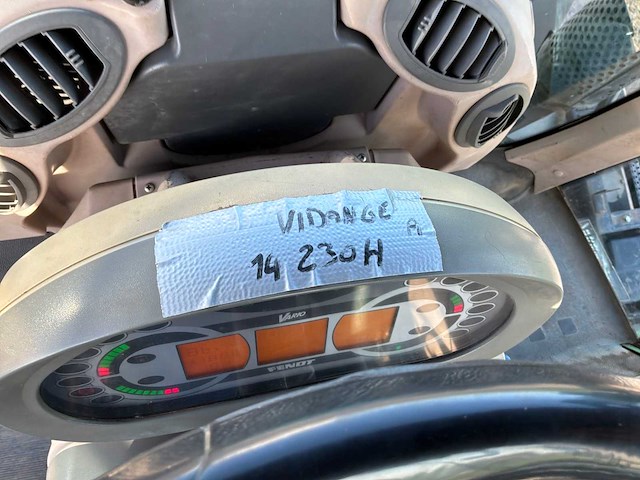 VIDANGE
14 230H
VARIO
FENDT